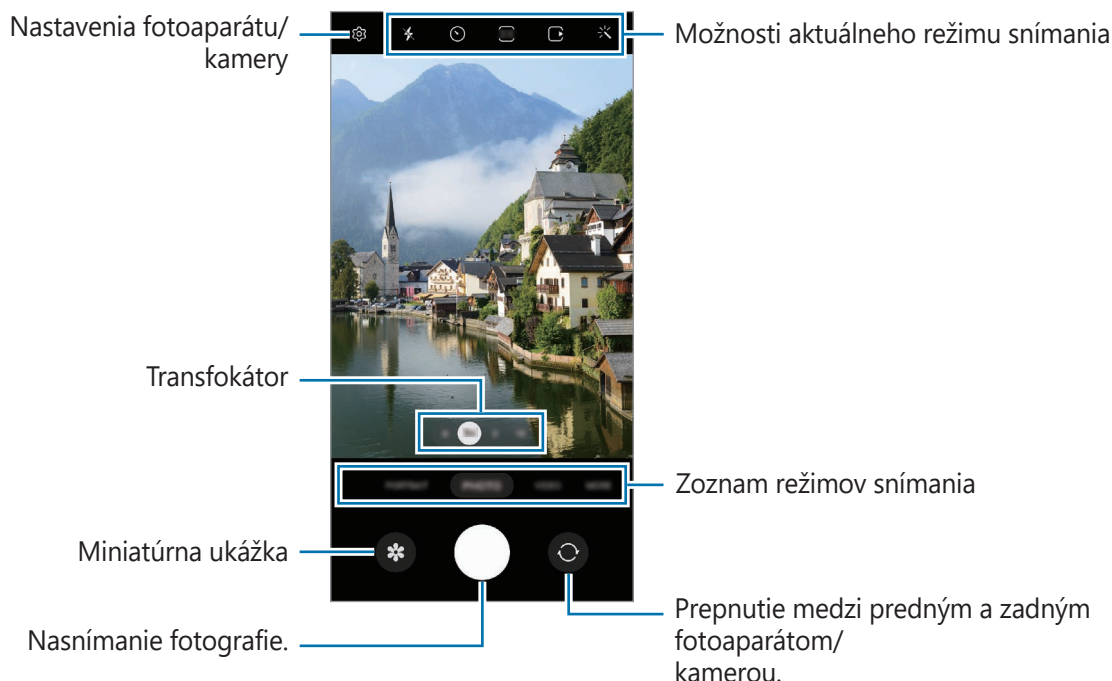 Nastavenia fotoaparátu/
kamery
Možnosti aktuálneho režimu snímania
Transfokátor
PHOTO
Zoznam režimov snímania
Miniatúrna ukážka
Nasnímanie fotografie.
Prepnutie medzi predným a zadným
fotoaparátom/
kamerou.